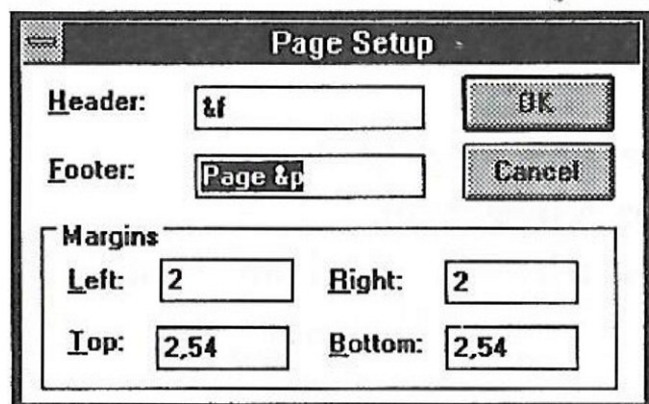 Page Setup
Header: &f OK
Footer: Page &p Cancel
Margins
Left: 2 Right: 2
Top: 2,54 Bottom: 2,54